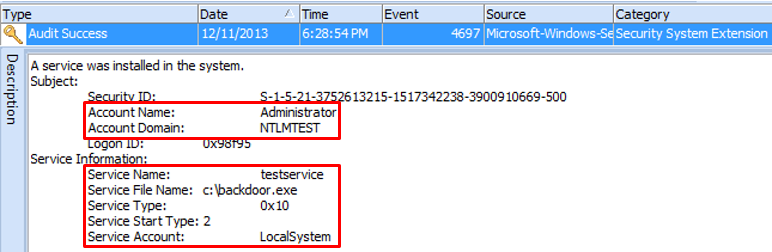 Type Date Time Event Source Category
Audit Success 12/11/2013 6:28:54 PM 4697 Microsoft-Windows-Se Security System Extension
Description
A service was installed in the system.
Subject:
Security ID: S-1-5-21-3752613215-1517342238-3900910669-500
Account Name: Administrator
Account Domain: NTLMTEST
Logon ID: 0x98f95
Service Information:
Service Name: testservice
Service File Name: c:\backdoor.exe
Service Type: 0x10
Service Start Type: 2
Service Account: LocalSystem